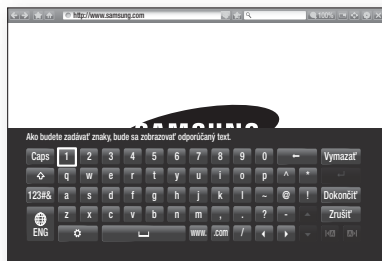 http://www.samsung.com 100%
SAMSUNG
Ako budete zadávať znaky, bude sa zobrazovať odporúčaný text.
Caps 1 2 3 4 5 6 7 8 9 0 Vymazať
q w e r t y u i o p ^ *
123#& a s d f g h j k l ~ @ ! Dokončiť
z x c v b n m , . ? - Zrušiť
ENG www. .com /